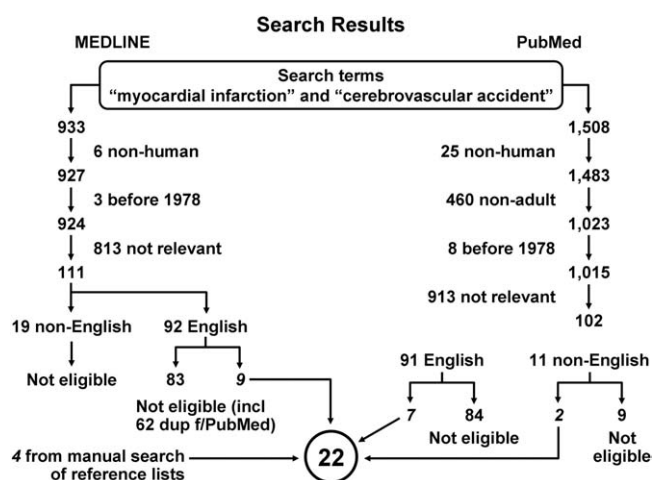 Search Results
MEDLINE
PubMed
Search terms
“myocardial infarction” and “cerebrovascular accident”
933
6 non-human
927
3 before 1978
924
813 not relevant
111
19 non-English
92 English
Not eligible
83
9
Not eligible (incl
62 dup f/PubMed)
1,508
25 non-human
1,483
460 non-adult
1,023
8 before 1978
1,015
913 not relevant
102
91 English
11 non-English
7
84
Not eligible
2
9
Not
eligible
4 from manual search
of reference lists
22